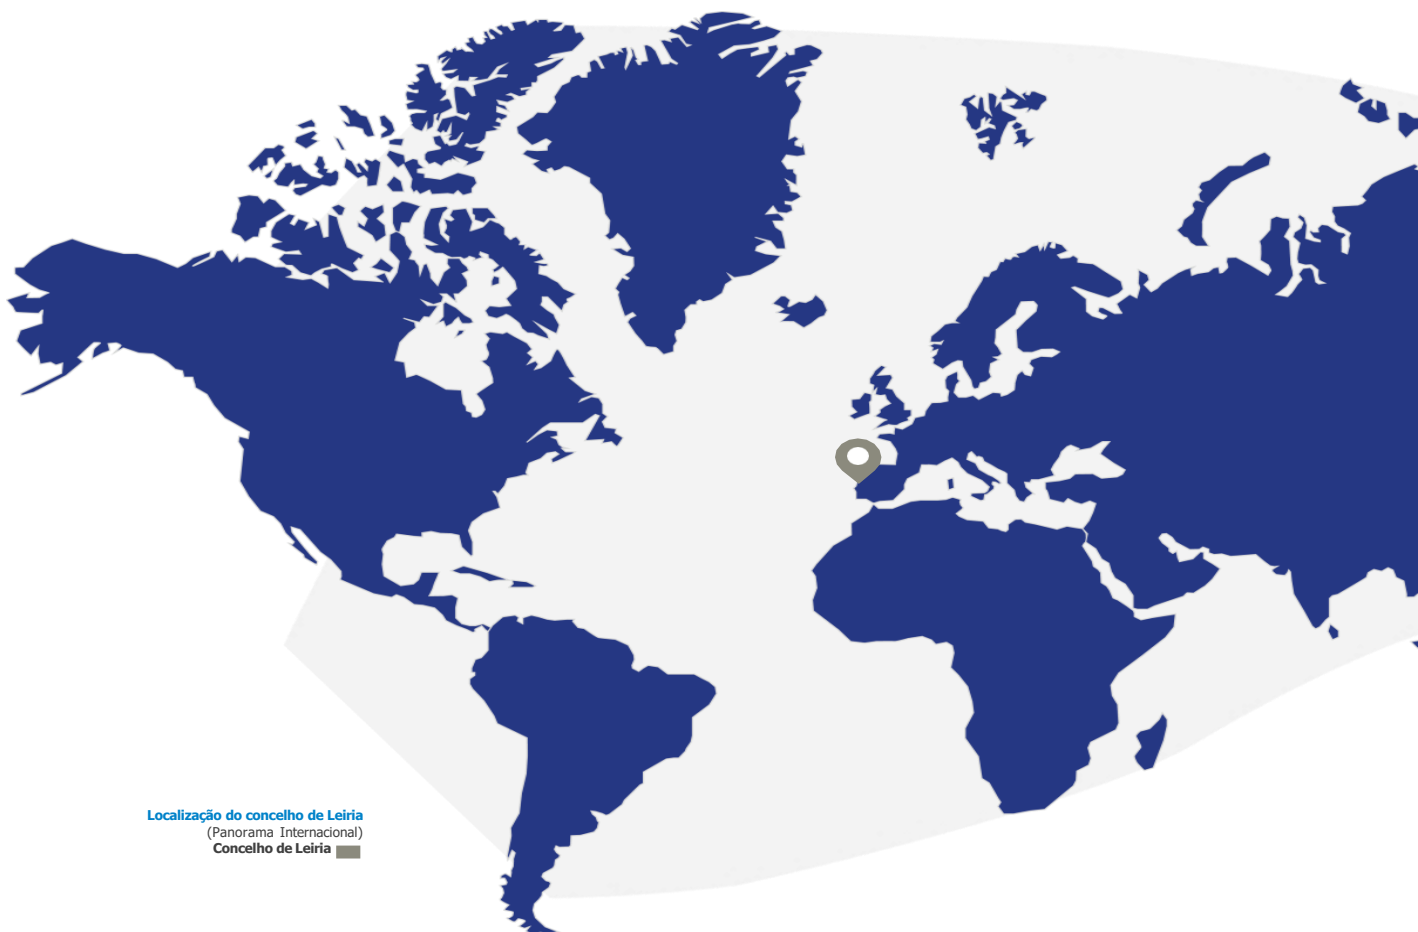 Localização do concelho de Leiria
(Panorama Internacional)
Concelho de Leiria